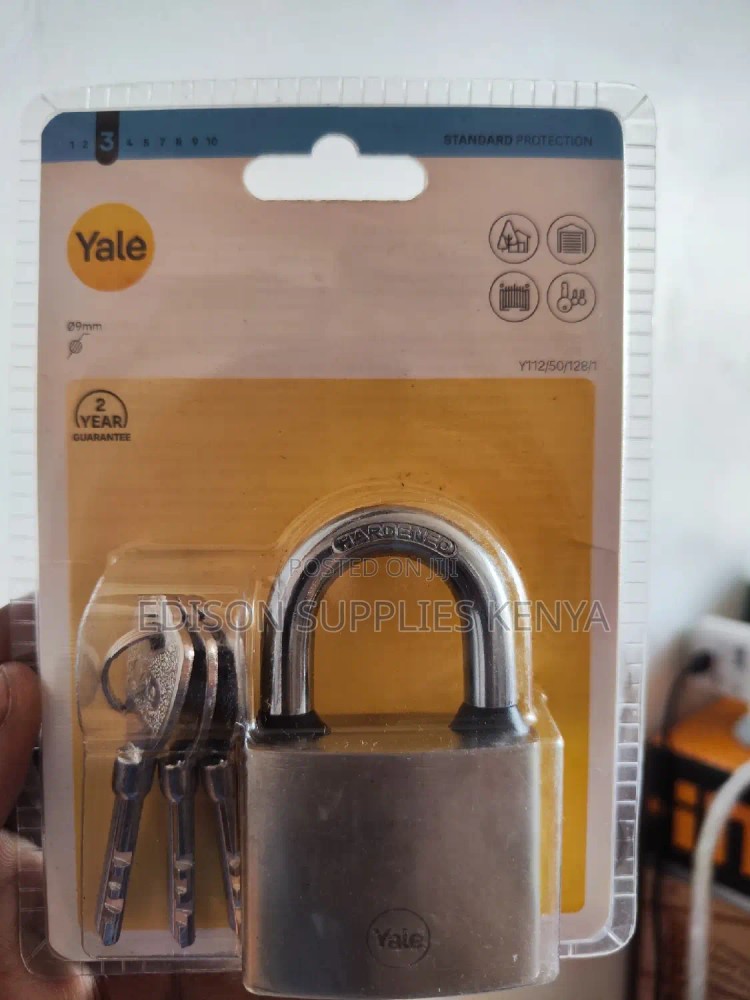 1 2 3 4 5 7 8 9 10
STANDARD PROTECTION
Yale
Ø9mm
Y112/50/128/1
2
YEAR
GUARANTEE
HARDENED
POSTED ON Jiji
EDISON SUPPLIES KENYA
Yale